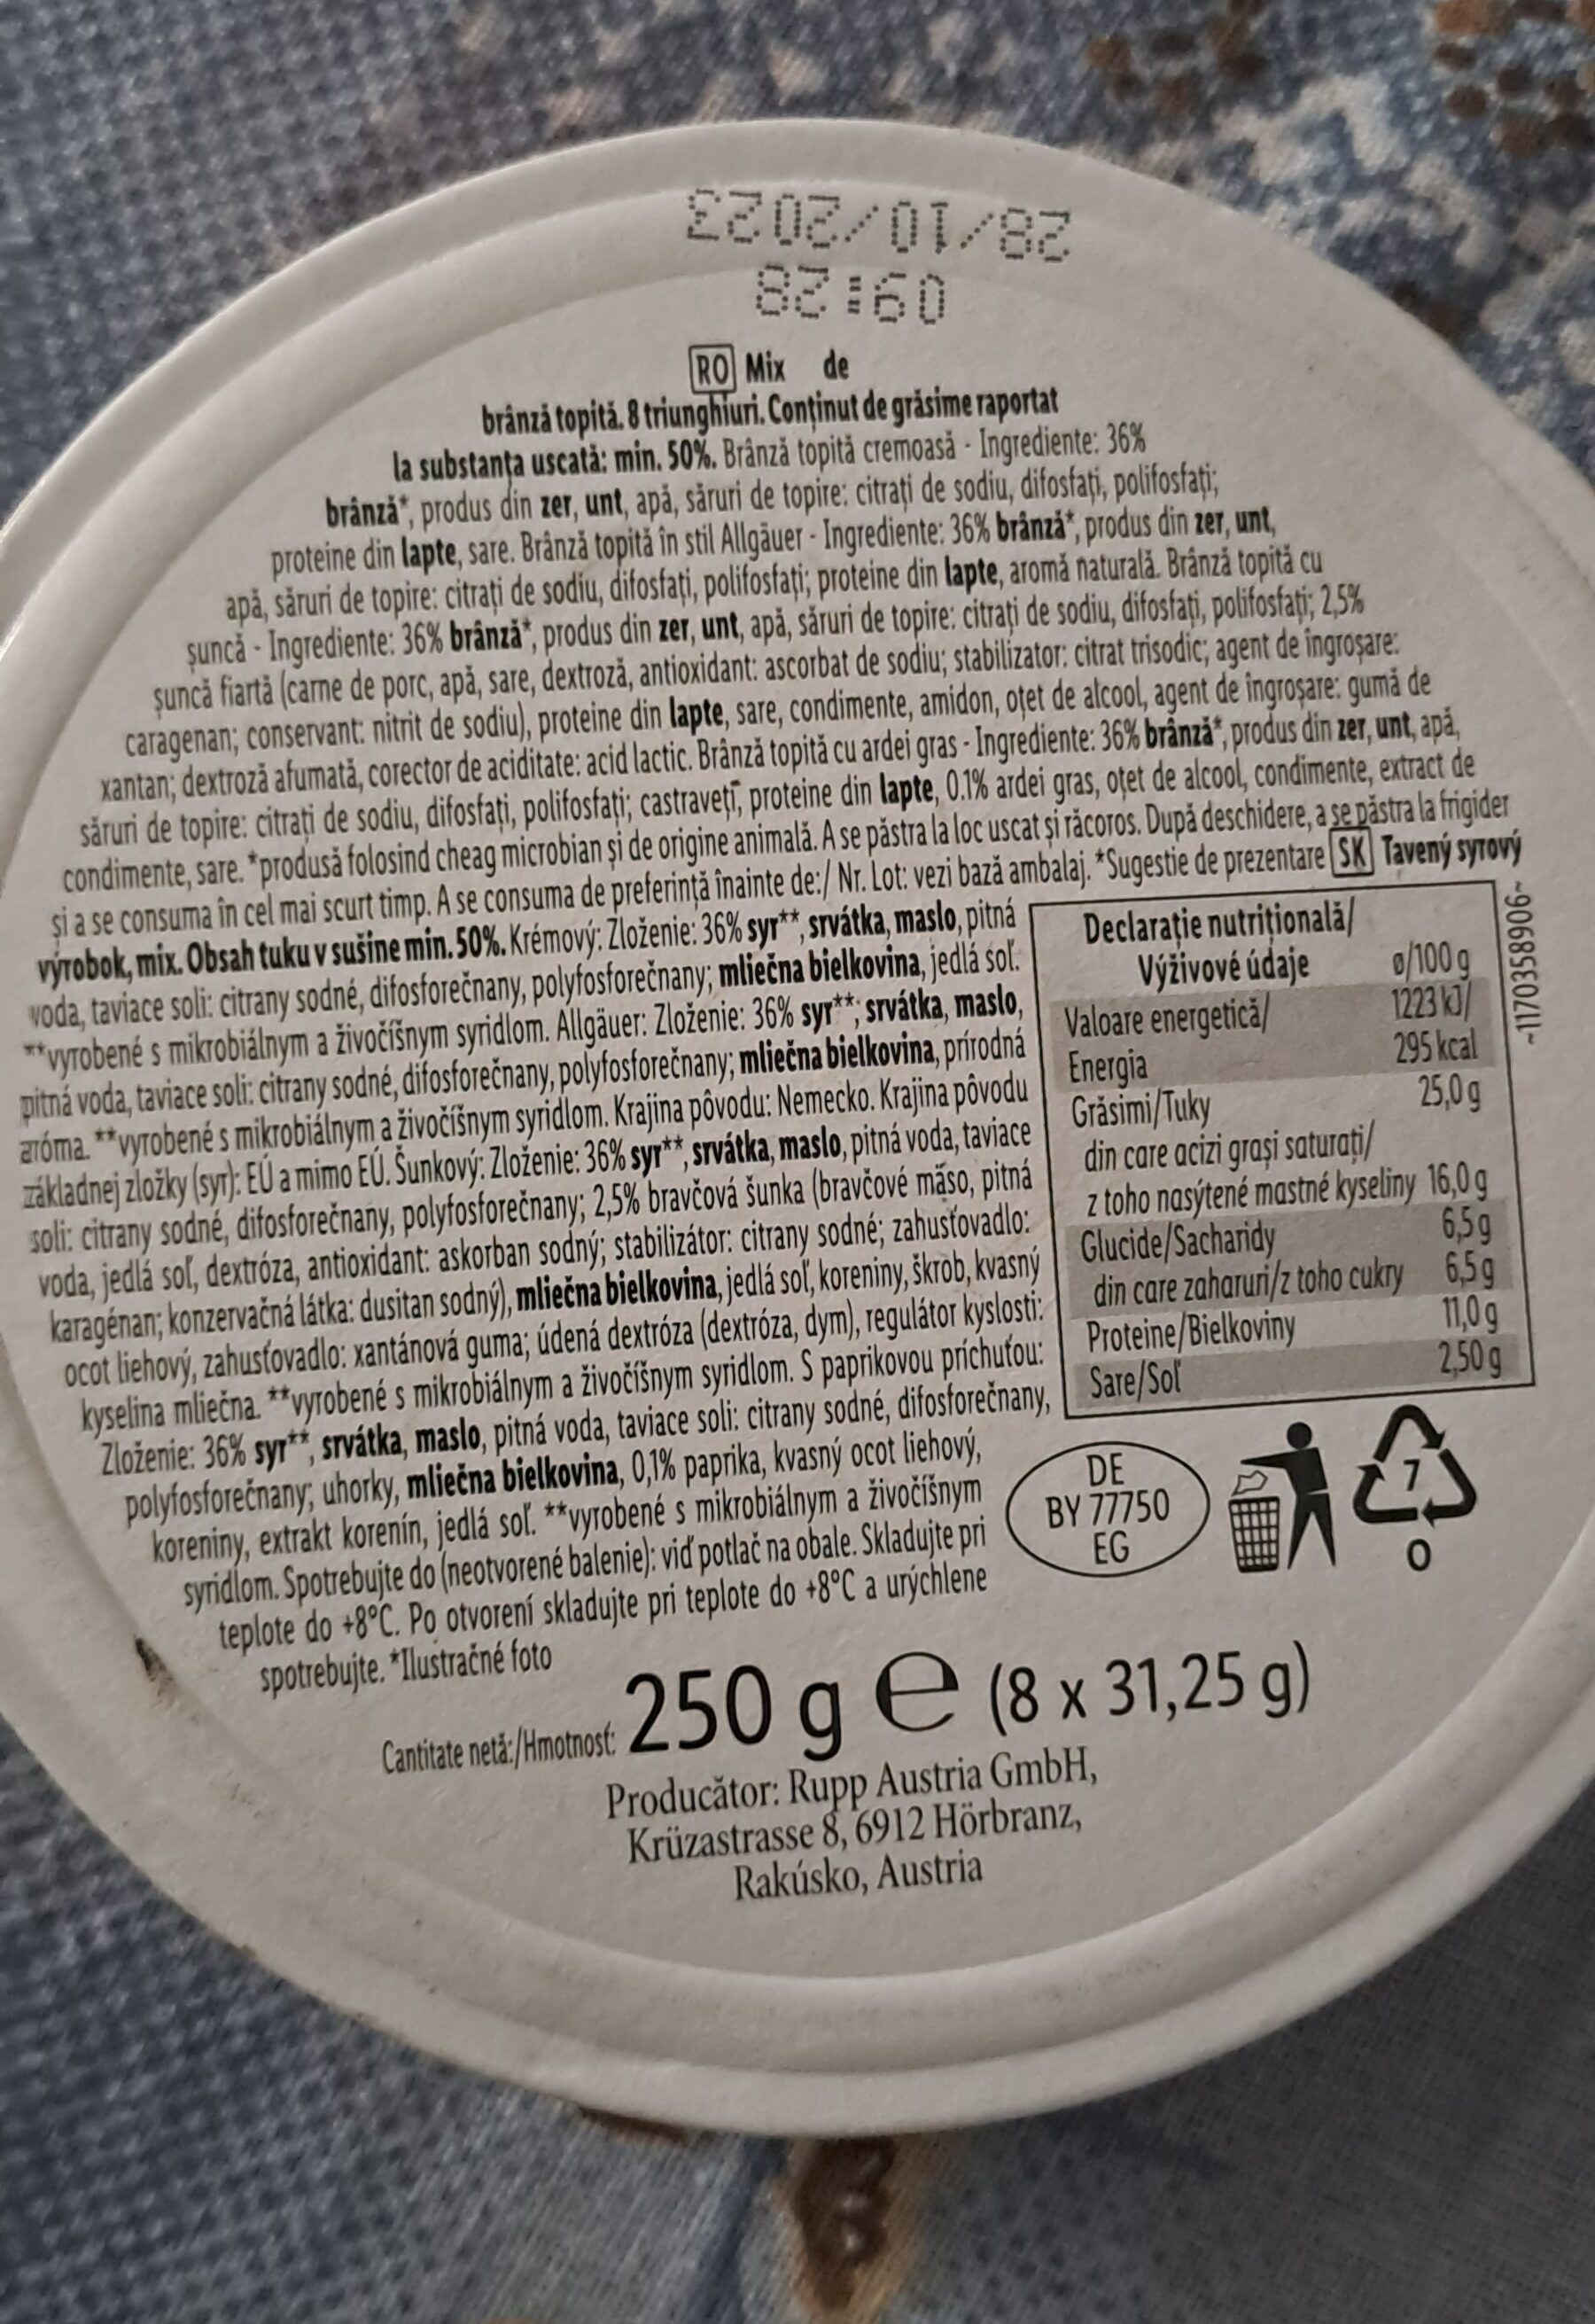 28/10/2023
09:28
RO Mix de
brânză topită. 8 triunghiuri. Conținut de grăsime raportat
la substanța uscată: min. 50%. Brânză topită cremoasă - Ingrediente: 36%
brânză*, produs din zer, unt, apă, săruri de topire: citrați de sodiu, difosfați, polifosfați;
proteine din lapte, sare. Brânză topită în stil Allgäuer - Ingrediente: 36% brânză*, produs din zer, unt,
apă, săruri de topire: citrați de sodiu, difosfați, polifosfați; proteine din lapte, aromă naturală. Brânză topită cu
șuncă - Ingrediente: 36% brânză*, produs din zer, unt, apă, săruri de topire: citrați de sodiu, difosfați, polifosfați; 2,5%
șuncă fiartă (carne de porc, apă, sare, dextroză, antioxidant: ascorbat de sodiu; stabilizator: citrat trisodic; agent de îngroșare:
caragenan; conservant: nitrit de sodiu), proteine din lapte, sare, condimente, amidon, oțet de alcool, agent de îngroșare: gumă de
xantan; dextroză afumată, corector de aciditate: acid lactic. Brânză topită cu ardei gras - Ingrediente: 36% brânză*, produs din zer, unt, apă,
săruri de topire: citrați de sodiu, difosfați, polifosfați; castraveți, proteine din lapte, 0.1% ardei gras, oțet de alcool, condimente, extract de
condimente, sare. *produsă folosind cheag microbian și de origine animală. A se păstra la loc uscat și răcoros. După deschidere, a se păstra la frigider
și a se consuma în cel mai scurt timp. A se consuma de preferință înainte de:/ Nr. Lot: vezi bază ambalaj. *Sugestie de prezentare SK Tavený syrový
výrobok, mix. Obsah tuku v sušine min. 50%. Krémový: Zloženie: 36% syr**, srvátka, maslo, pitná
voda, taviace soli: citrany sodné, difosforečnany, polyfosforečnany; mliečna bielkovina, jedlá soľ.
**vyrobené s mikrobiálnym a živočíšnym syridlom. Allgäuer: Zloženie: 36% syr**; srvátka, maslo,
pitná voda, taviace soli: citrany sodné, difosforečnany, polyfosforečnany; mliečna bielkovina, prírodná
aróma. **vyrobené s mikrobiálnym a živočíšnym syridlom. Krajina pôvodu: Nemecko. Krajina pôvodu
základnej zložky (syr): EÚ a mimo EÚ. Šunkový: Zloženie: 36% syr**, srvátka, maslo, pitná voda, taviace
soli: citrany sodné, difosforečnany, polyfosforečnany; 2,5% bravčová šunka (bravčové mäso, pitná
voda, jedlá soľ, dextróza, antioxidant: askorban sodný; stabilizátor: citrany sodné; zahusťovadlo:
karagénan; konzervačná látka: dusitan sodný), mliečna bielkovina, jedlá soľ, koreniny, škrob, kvasný
ocot liehový, zahusťovadlo: xantánová guma; údená dextróza (dextróza, dym), regulátor kyslosti:
kyselina mliečna. **vyrobené s mikrobiálnym a živočíšnym syridlom. S paprikovou príchuťou:
Zloženie: 36% syr**, srvátka, maslo, pitná voda, taviace soli: citrany sodné, difosforečnany,
polyfosforečnany; uhorky, mliečna bielkovina, 0,1% paprika, kvasný ocot liehový,
koreniny, extrakt korenín, jedlá soľ. **vyrobené s mikrobiálnym a živočíšnym
syridlom. Spotrebujte do (neotvorené balenie): viď potlač na obale. Skladujte pri
teplote do +8°C. Po otvorení skladujte pri teplote do +8°C a urýchlene
spotrebujte. *Ilustračné foto
Declarație nutrițională/
Výživové údaje ø/100 g
Valoare energetică/ 1223 kJ/
Energia 295 kcal
Grăsimi/Tuky 25,0 g
din care acizi grași saturați/
z toho nasýtené mastné kyseliny 16,0 g
Glucide/Sacharidy 6,5 g
din care zaharuri/z toho cukry 6,5 g
Proteine/Bielkoviny 11,0 g
Sare/Soľ 2,50 g
~1170358906~
DE
BY 77750
EG
7
O
Cantitate netă:/Hmotnosť: 250 g e (8 x 31,25 g)
Producător: Rupp Austria GmbH,
Krüzastrasse 8, 6912 Hörbranz,
Rakúsko, Austria